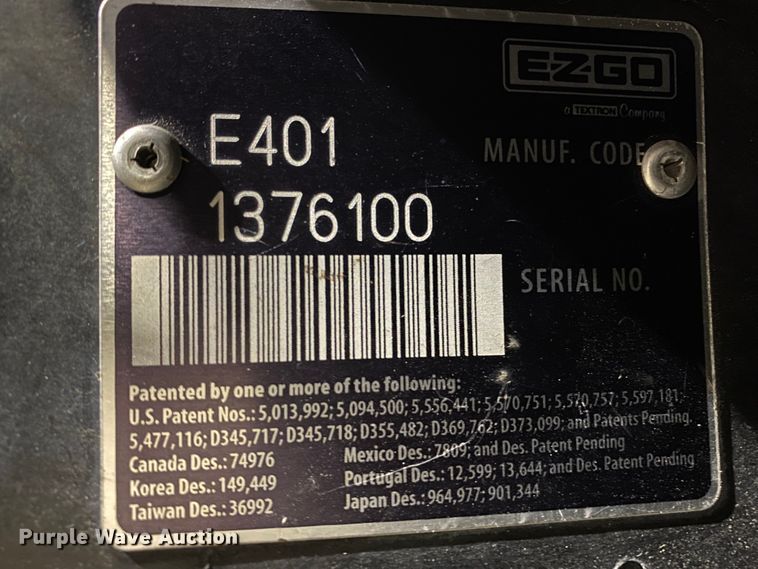 EZGO
a TEXTRON Company
E401 MANUF. CODE
1376100
SERIAL NO.
Patented by one or more of the following:
U.S. Patent Nos.: 5,013,992; 5,094,500; 5,556,441; 5,570,751; 5,570,757; 5,597,181;
5,477,116; D345,717; D345,718; D355,482; D369,762; D373,099; and Patents Pending.
Canada Des.: 74976 Mexico Des.: 7809; and Des. Patent Pending
Korea Des.: 149,449 Portugal Des.: 12,599; 13,644; and Des. Patent Pending
Taiwan Des.: 36992 Japan Des.: 964,977; 901,344
Purple Wave Auction